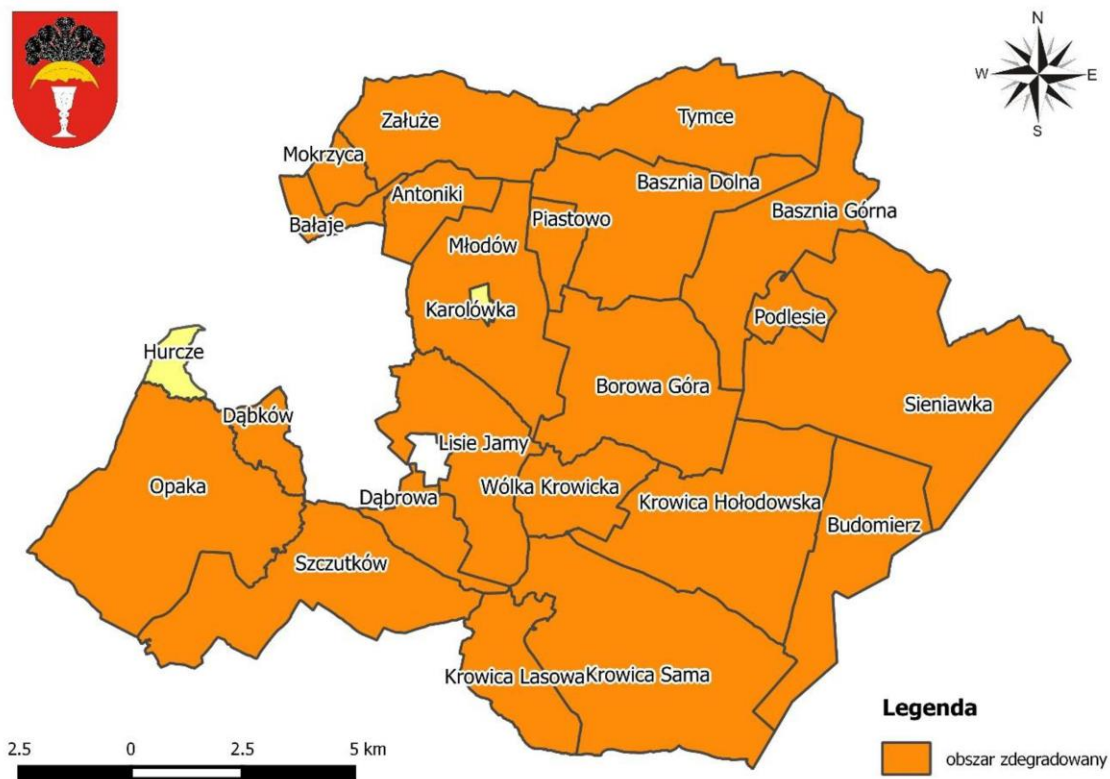 N
W E
S
Załuże
Tymce
Mokrzyca
Basznia Dolna
Antoniki
Bałaje
Piastowo
Basznia Górna
Młodów
Karolówka
Podlesie
Hurcze
Borowa Góra
Sieniawka
Dąbków
Lisie Jamy
Opaka
Wólka Krowicka
Dąbrowa
Krowica Hołodowska
Budomierz
Szczutków
Krowica Lasowa
Krowica Sama
Legenda
obszar zdegradowany
2.5 0 2.5 5 km